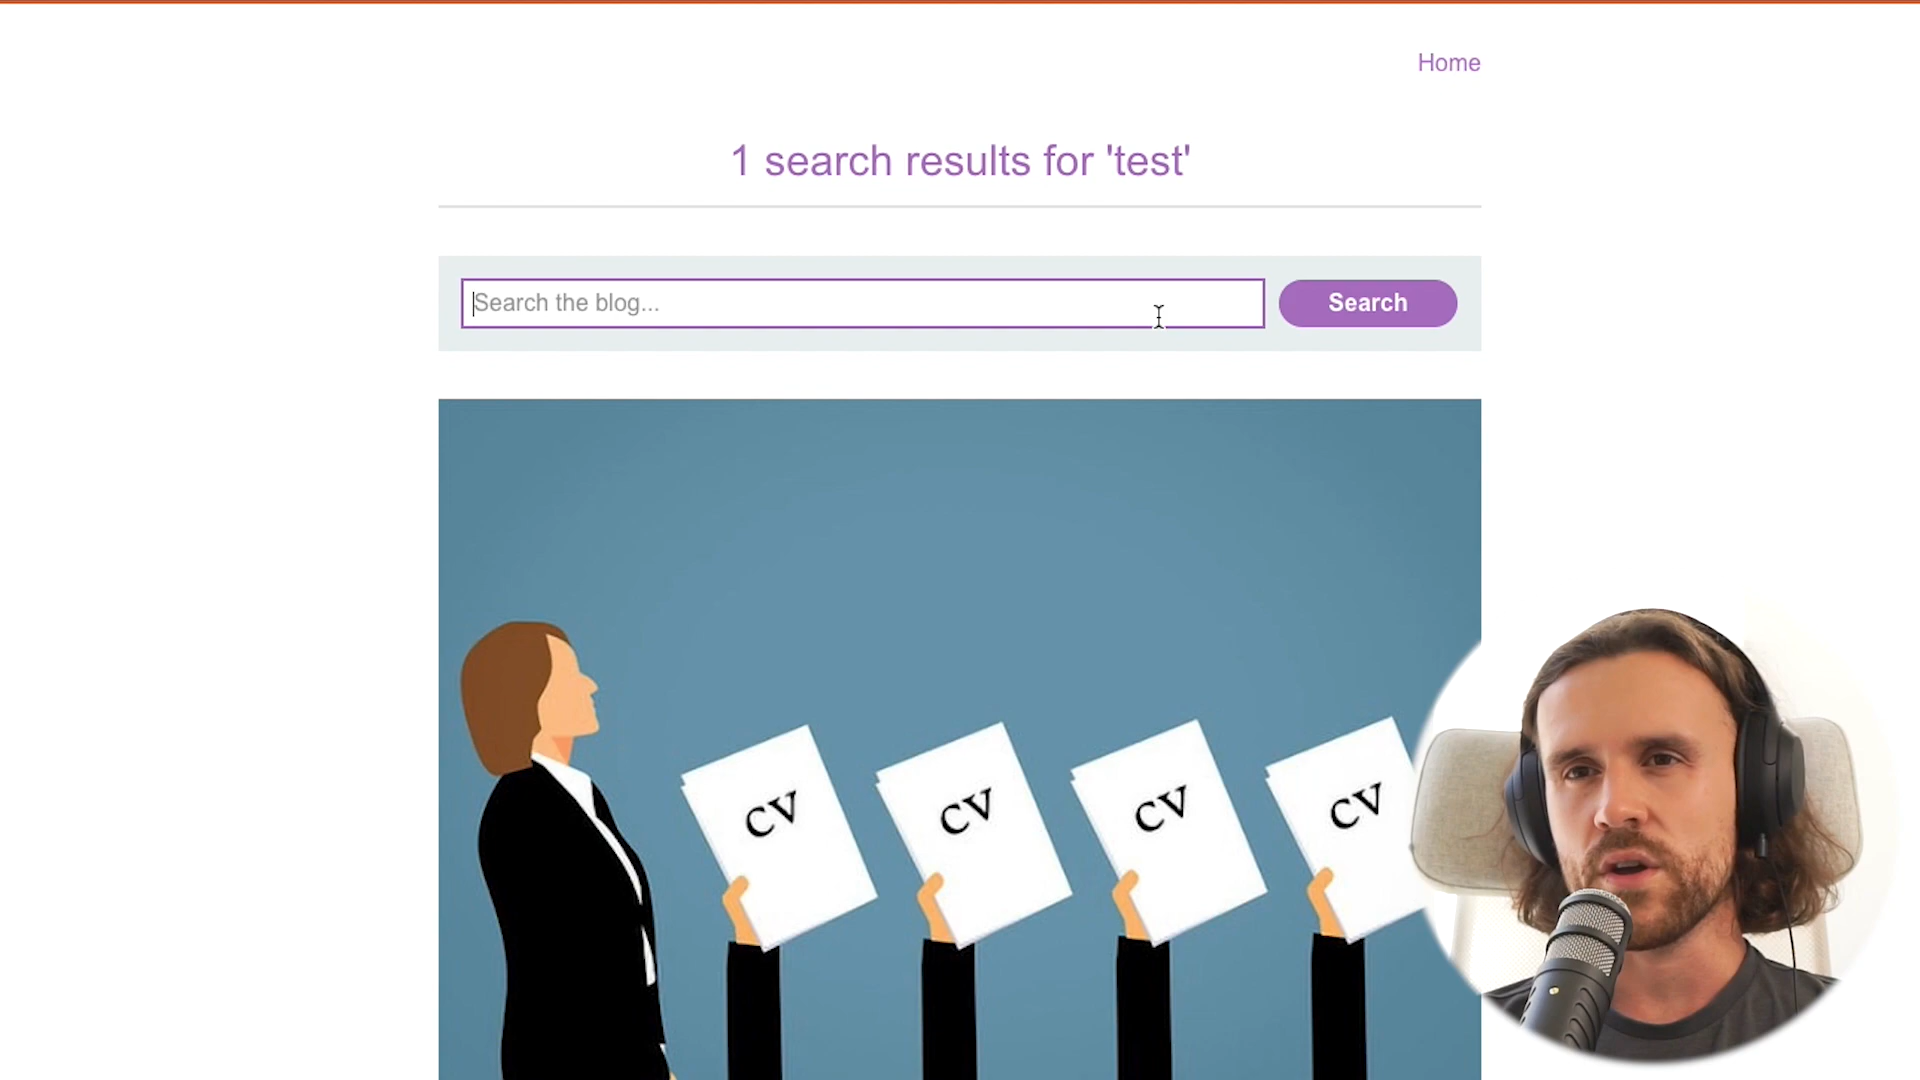 Home
1 search results for 'test'
Search the blog...
Search
CV
CV
CV
CV